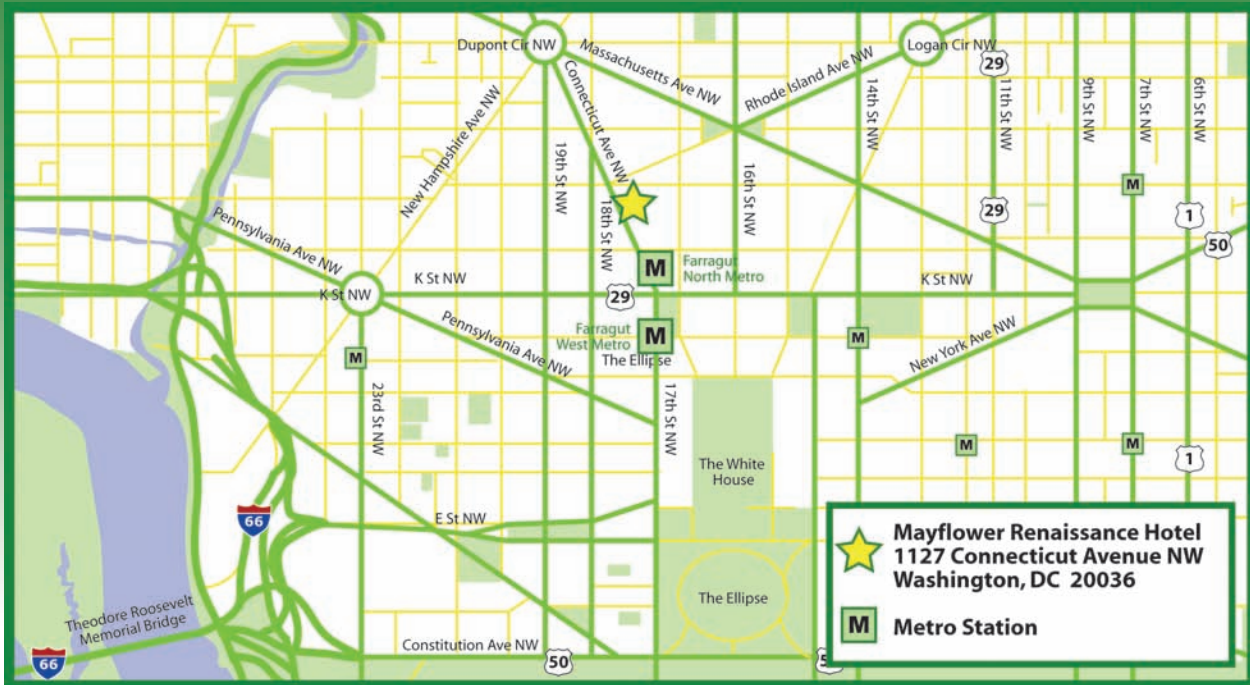 Dupont Cir NW
Massachusetts Ave NW
Logan Cir NW
29
Rhode Island Ave NW
Connecticut Ave NW
New Hampshire Ave NW
14th St NW
11th St NW
9th St NW
7th St NW
6th St NW
19th St NW
18th St NW
16th St NW
M
29
1
50
Pennsylvania Ave NW
K St NW
K St NW
M
Farragut
North Metro
29
K St NW
Pennsylvania Ave NW
Farragut
West Metro
M
The Ellipse
M
M
New York Ave NW
23rd St NW
17th St NW
M
M
1
The White
House
66
E St NW
The Ellipse
Theodore Roosevelt
Memorial Bridge
66
Constitution Ave NW
50
Mayflower Renaissance Hotel
1127 Connecticut Avenue NW
Washington, DC 20036
M
Metro Station